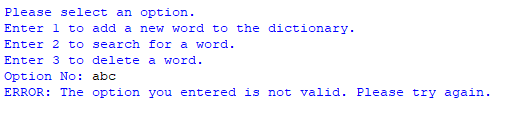 Please select an option.
Enter 1 to add a new word to the dictionary.
Enter 2 to search for a word.
Enter 3 to delete a word.
Option No: abc
ERROR: The option you entered is not valid. Please try again.